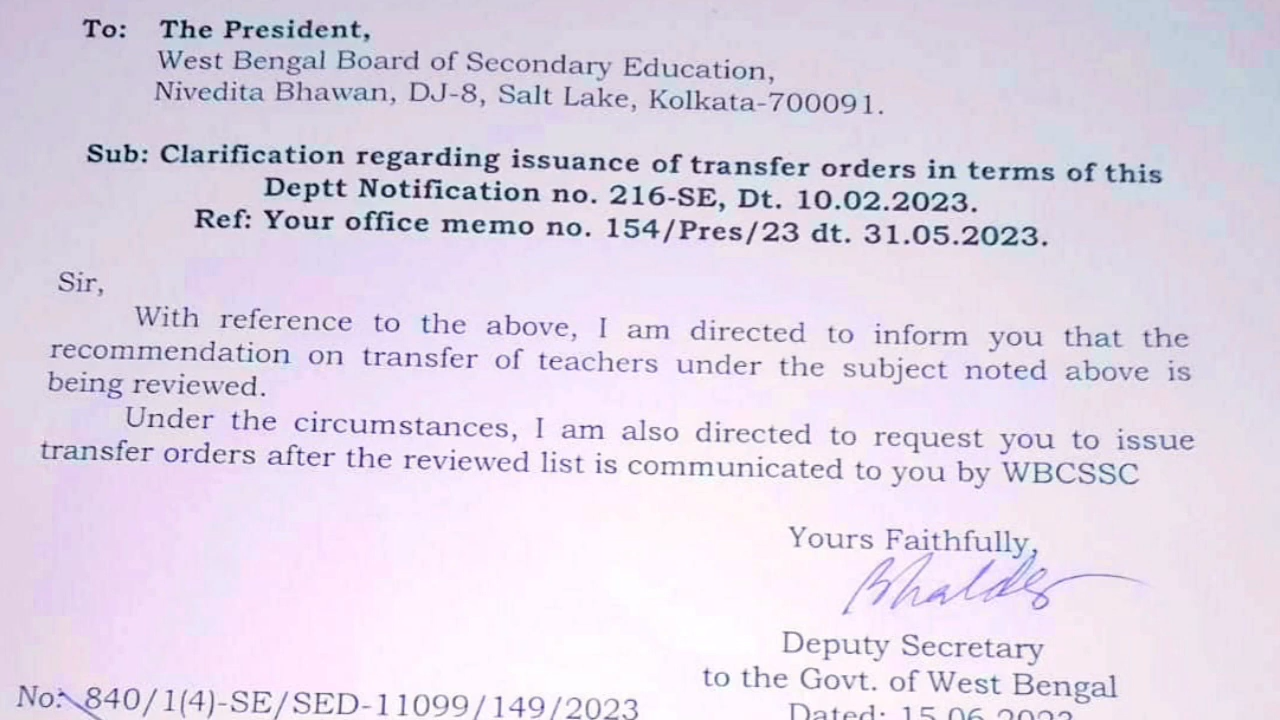 To: The President,
West Bengal Board of Secondary Education,
Nivedita Bhawan, DJ-8, Salt Lake, Kolkata-700091.
Sub: Clarification regarding issuance of transfer orders in terms of this
Deptt Notification no. 216-SE, Dt. 10.02.2023.
Ref: Your office memo no. 154/Pres/23 dt. 31.05.2023.
Sir,
With reference to the above, I am directed to inform you that the
recommendation on transfer of teachers under the subject noted above is
being reviewed.
Under the circumstances, I am also directed to request you to issue
transfer orders after the reviewed list is communicated to you by WBCSSC
Yours Faithfully,
Deputy Secretary
to the Govt. of West Bengal
No: 840/1(4)-SE/SED-11099/149/2023
Dated: 15.06.2023